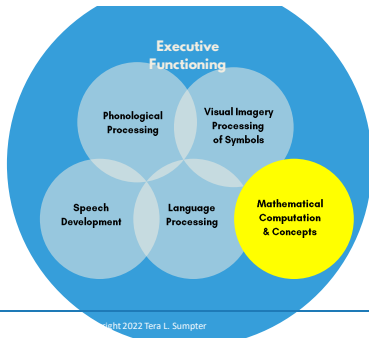 Executive
Functioning
Phonological
Processing
Visual Imagery
Processing
of Symbols
Speech
Development
Language
Processing
Mathematical
Computation
& Concepts
2022 Tera L. Sumpter